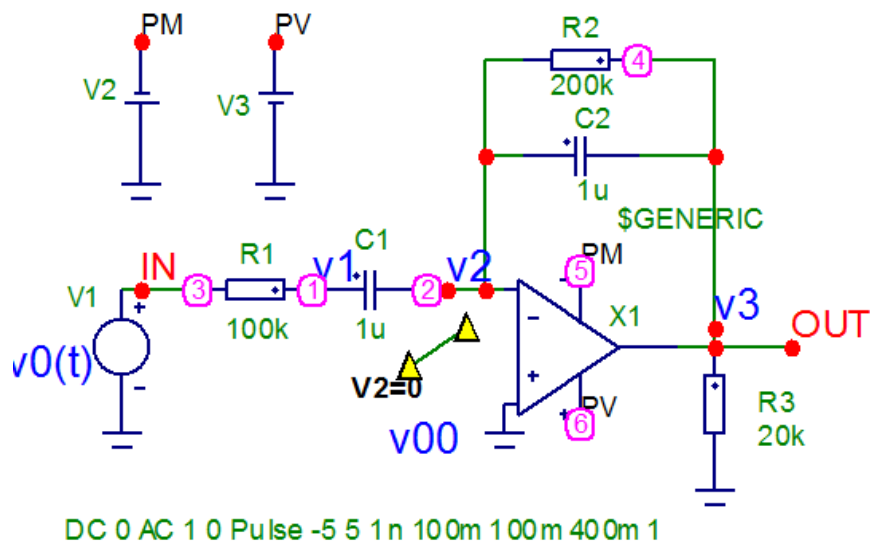 PM
PV
V2
V3
R2
4
200k
C2
1u
$GENERIC
IN
R1
v1
C1
v2
PM
5
V1
3
1
2
X1
v3
OUT
100k
1u
v0(t)
V2=0
v00
PV
6
R3
20k
DC 0 AC 1 0 Pulse -5 5 1n 100m 100m 400m 1